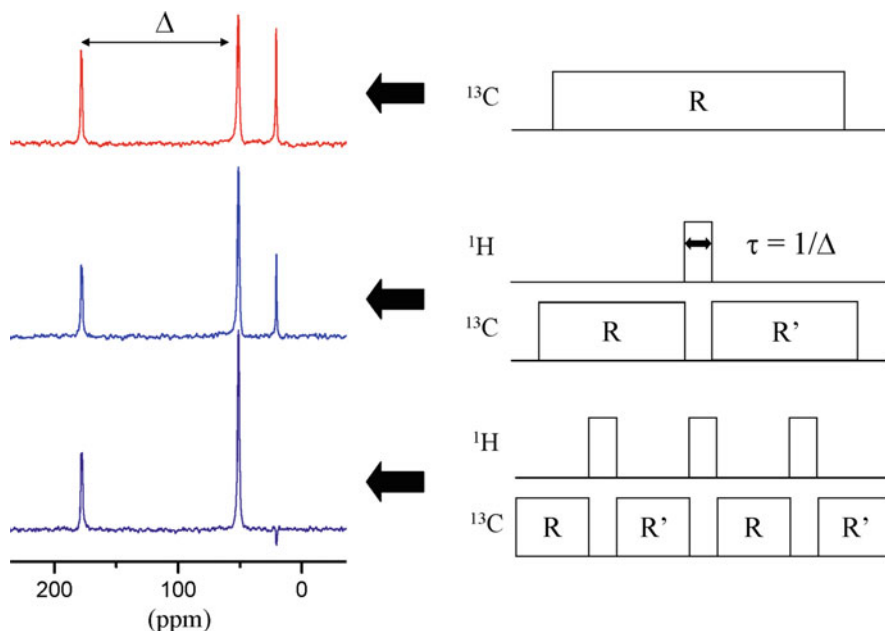 Δ
¹³C
R
¹H
τ = 1/Δ
¹³C
R R’
¹H
¹³C
R R’ R R’
200 100 0
(ppm)